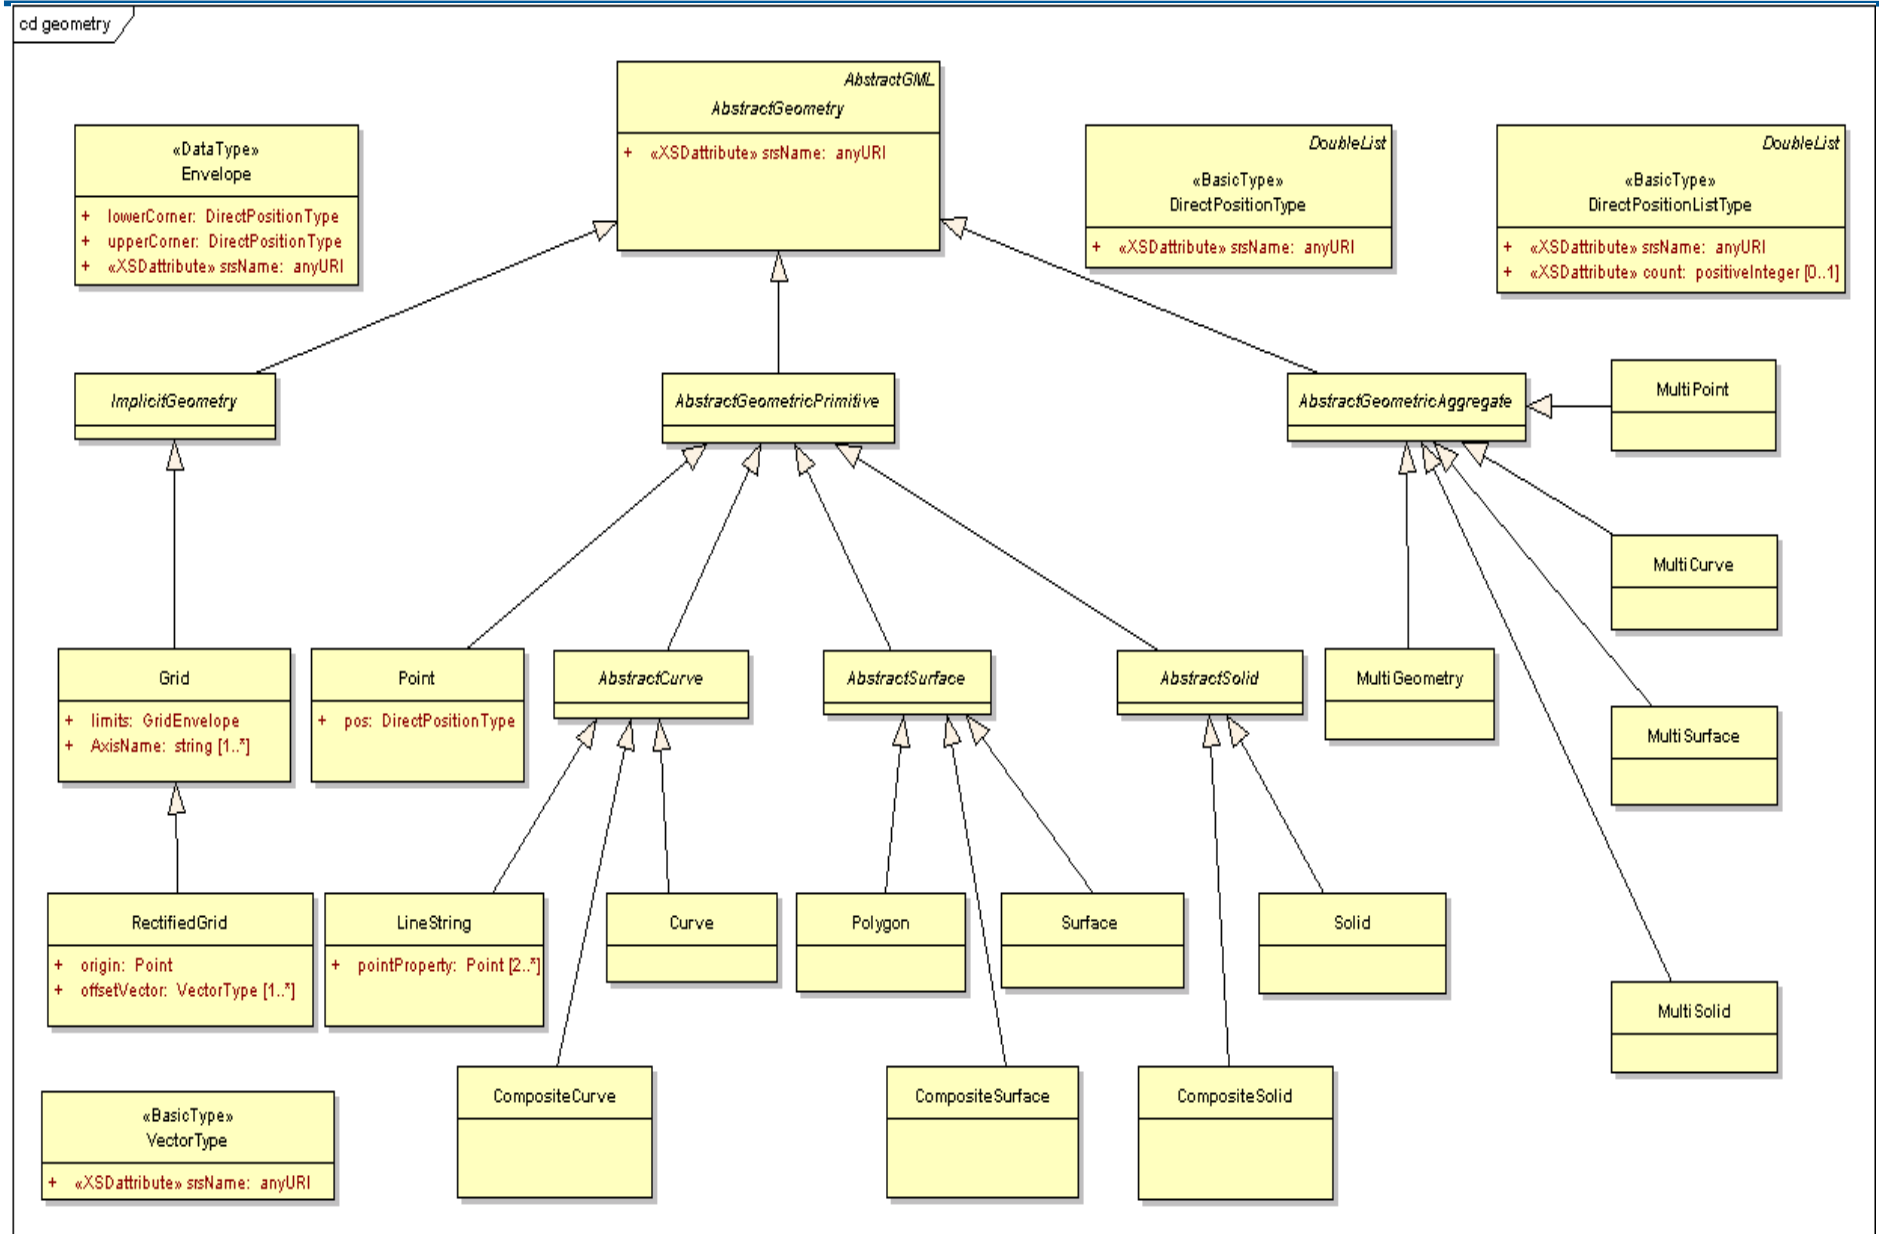 cd geometry
AbstractGML
AbstractGeometry
+ «XSDattribute» srsName: anyURI
«DataType»
Envelope
+ lowerCorner: DirectPositionType
+ upperCorner: DirectPositionType
+ «XSDattribute» srsName: anyURI
DoubleList
«BasicType»
DirectPositionType
+ «XSDattribute» srsName: anyURI
DoubleList
«BasicType»
DirectPositionListType
+ «XSDattribute» srsName: anyURI
+ «XSDattribute» count: positiveInteger [0..1]
ImplicitGeometry
AbstractGeometricPrimitive
AbstractGeometricAggregate
MultiPoint
MultiCurve
Grid
+ limits: GridEnvelope
+ AxisName: string [1..*]
Point
+ pos: DirectPositionType
AbstractCurve
AbstractSurface
AbstractSolid
MultiGeometry
MultiSurface
RectifiedGrid
+ origin: Point
+ offsetVector: VectorType [1..*]
LineString
+ pointProperty: Point [2..*]
Curve
Polygon
Surface
Solid
MultiSolid
CompositeCurve
CompositeSurface
CompositeSolid
«BasicType»
VectorType
+ «XSDattribute» srsName: anyURI